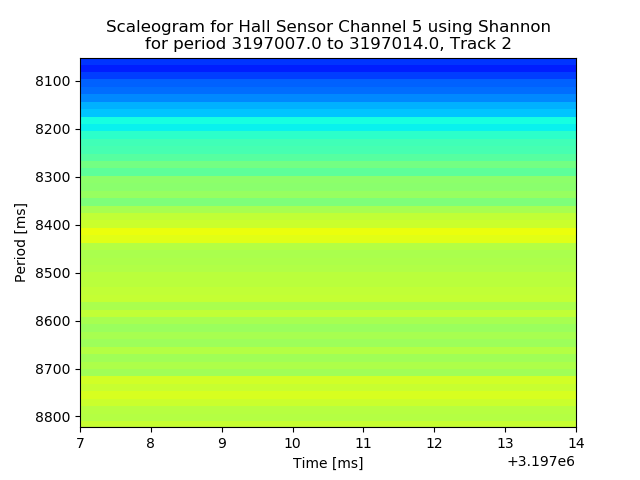 Scaleogram for Hall Sensor Channel 5 using Shannon
for period 3197007.0 to 3197014.0, Track 2
Period [ms]
8100
8200
8300
8400
8500
8600
8700
8800
7 8 9 10 11 12 13 14
Time [ms]
+3.197e6